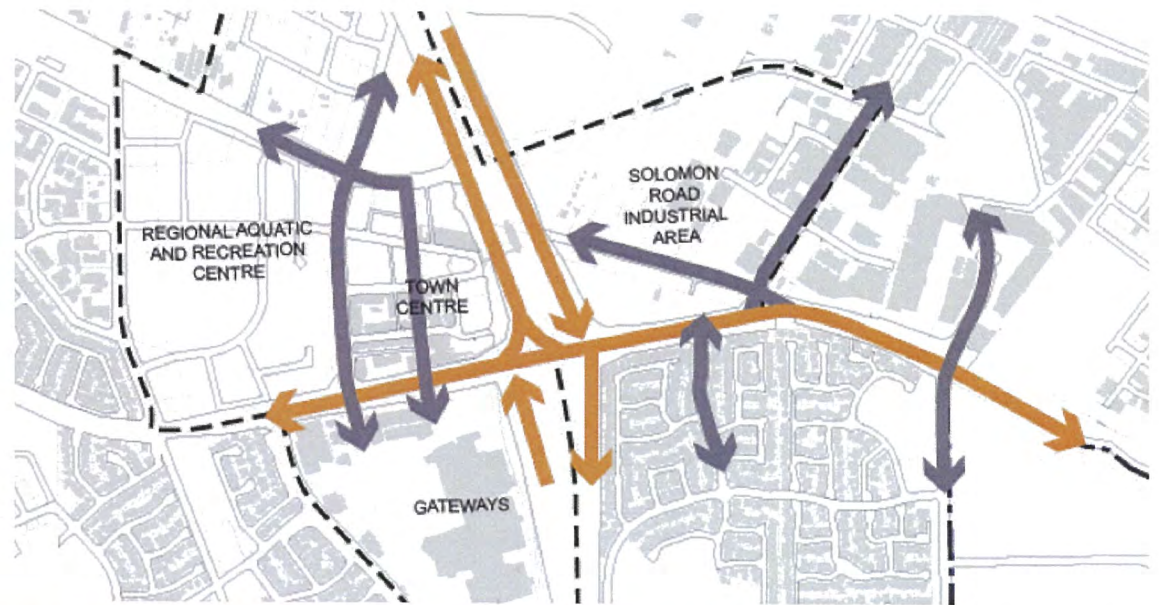 SOLOMON
ROAD
INDUSTRIAL
AREA
REGIONAL AQUATIC
AND RECREATION
CENTRE
TOWN
CENTRE
GATEWAYS